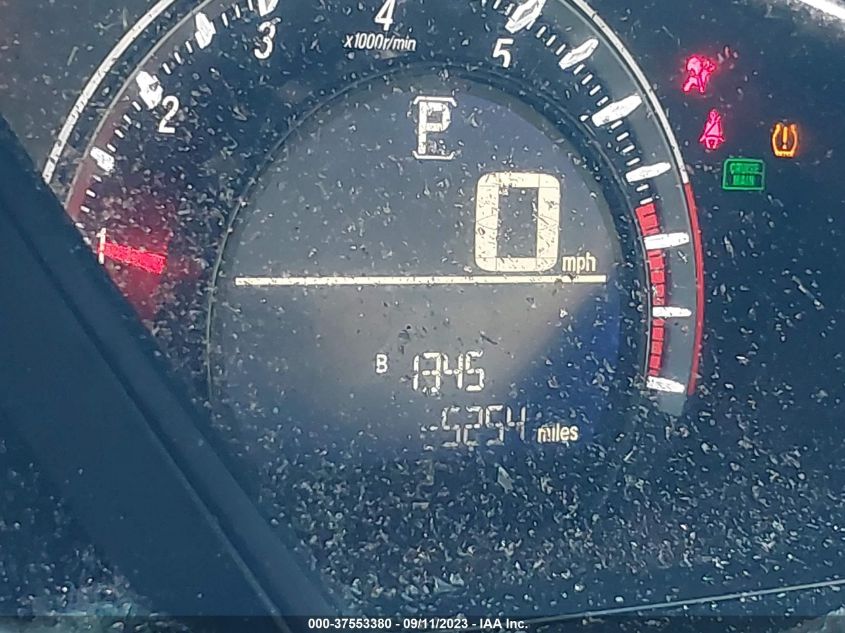 4
x1000r/min
3
5
2
P
CRUISE
MAIN
0
mph
1
B 1345
miles
000-37553380 - 09/11/2023 - IAA Inc.